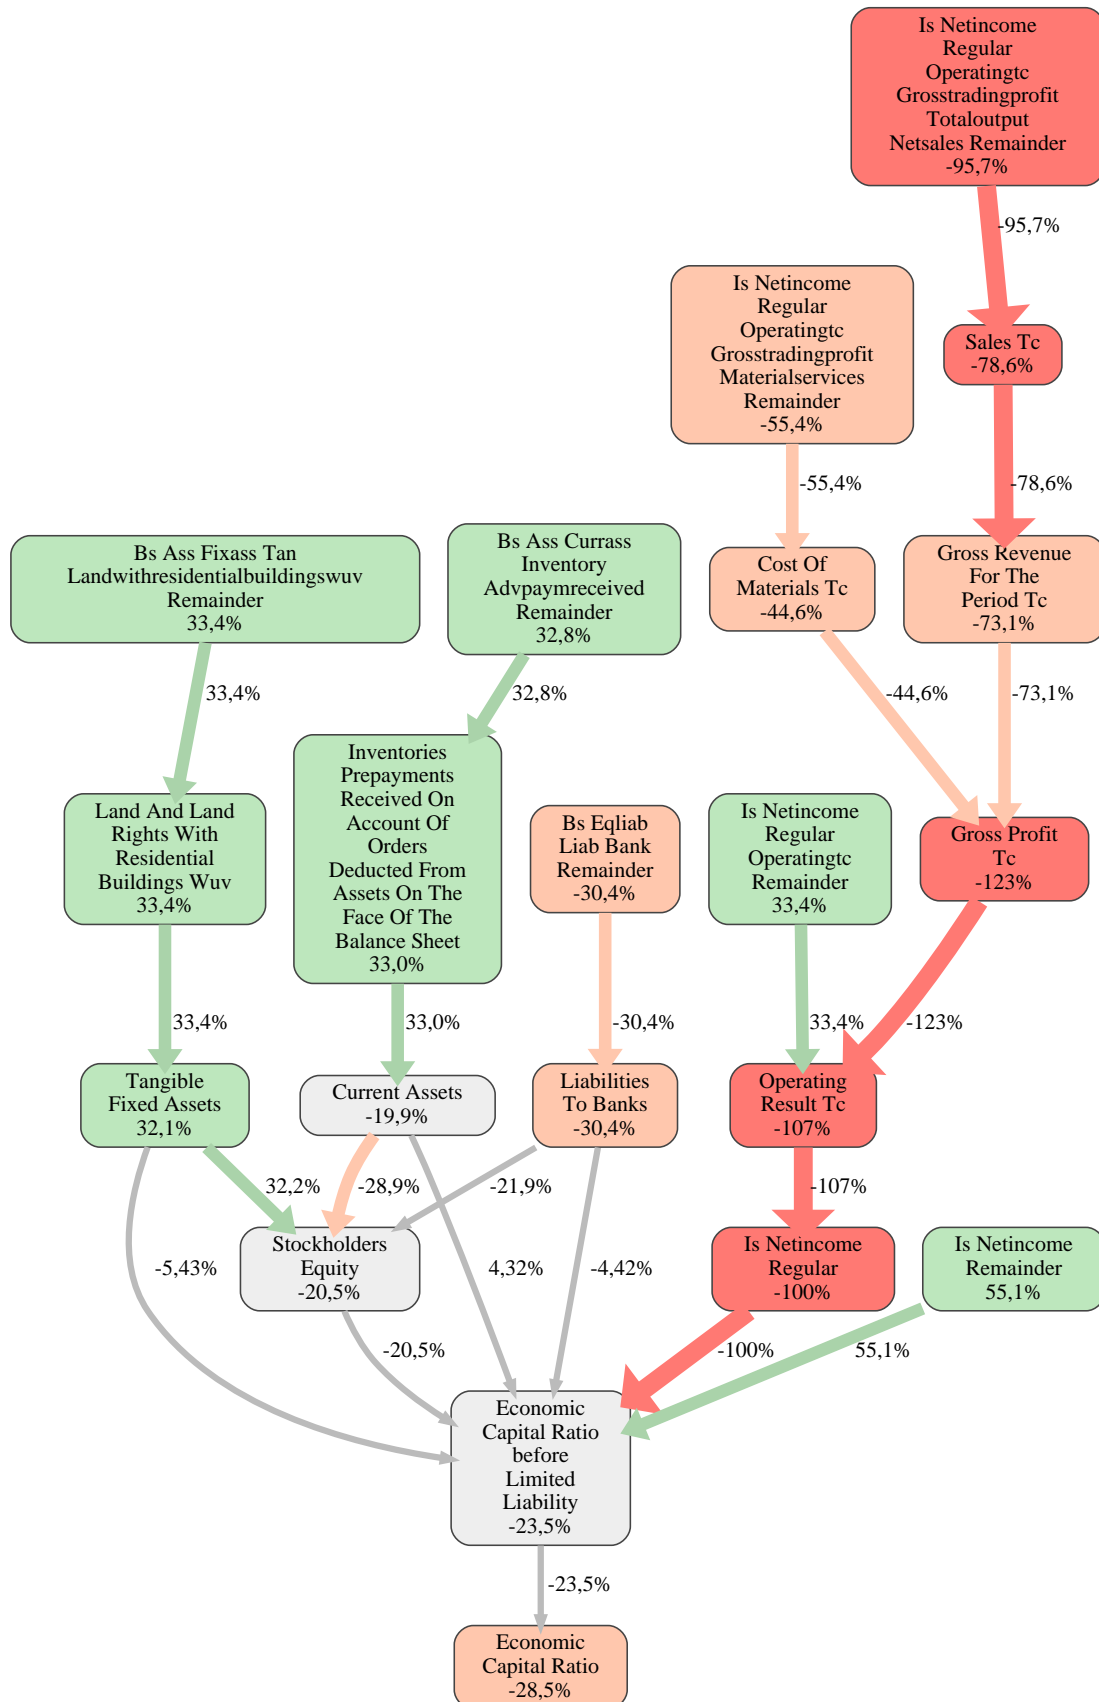 Is Netincome
Regular
Operatingtc
Grosstradingprofit
Totaloutput
Netsales Remainder
-95,7%
-95,7%
Is Netincome
Regular
Operatingtc
Grosstradingprofit
Materialservices
Remainder
-55,4%
Sales Tc
-78,6%
-55,4%
-78,6%
Bs Ass Fixass Tan
Landwithresidentialbuildingswuv
Remainder
33,4%
Bs Ass Currass
Inventory
Advpaymreceived
Remainder
32,8%
Cost Of
Materials Tc
-44,6%
Gross Revenue
For The
Period Tc
-73,1%
33,4%
32,8%
-44,6%
-73,1%
Land And Land
Rights With
Residential
Buildings Wuv
33,4%
Inventories
Prepayments
Received On
Account Of
Orders
Deducted From
Assets On The
Face Of The
Balance Sheet
33,0%
Bs Eqliab
Liab Bank
Remainder
-30,4%
Is Netincome
Regular
Operatingtc
Remainder
33,4%
Gross Profit
Tc
-123%
33,4%
33,0%
-30,4%
33,4%
-123%
Tangible
Fixed Assets
32,1%
Current Assets
-19,9%
Liabilities
To Banks
-30,4%
Operating
Result Tc
-107%
32,2%
-28,9%
-21,9%
-107%
Stockholders
Equity
-20,5%
Is Netincome
Regular
-100%
Is Netincome
Remainder
55,1%
-5,43%
4,32%
-4,42%
-20,5%
-100%
55,1%
Economic
Capital Ratio
before
Limited
Liability
-23,5%
-23,5%
Economic
Capital Ratio
-28,5%